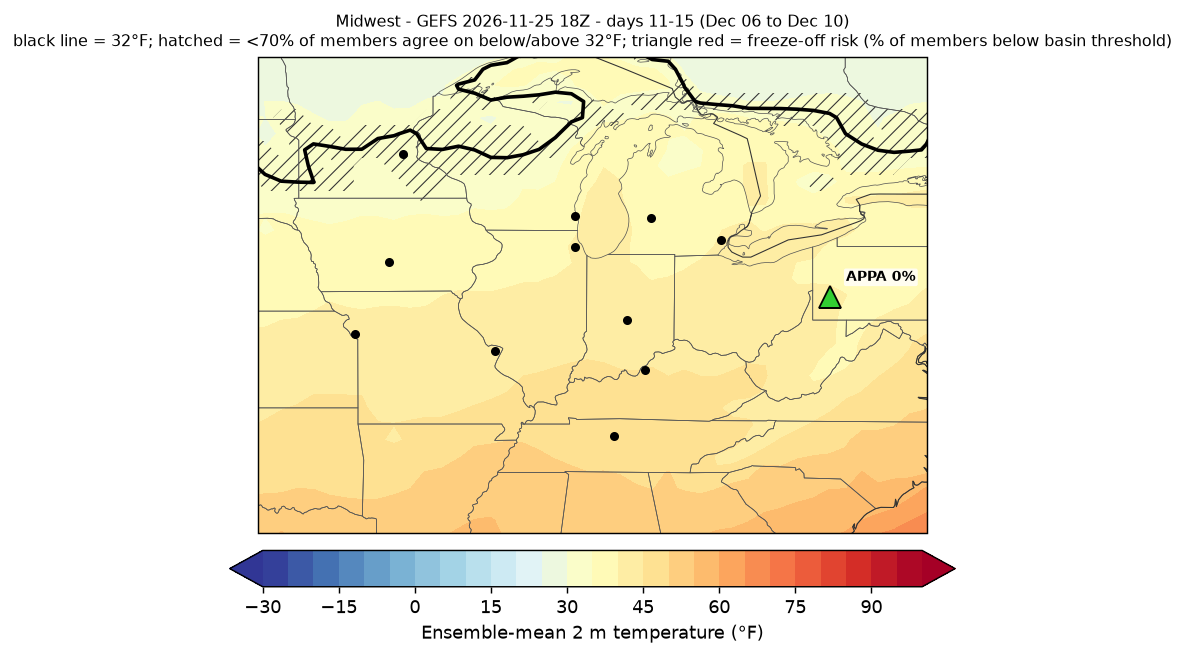 Midwest - GEFS 2026-11-25 18Z - days 11-15 (Dec 06 to Dec 10)
black line = 32°F; hatched = <70% of members agree on below/above 32°F; triangle red = freeze-off risk (% of members below basin threshold)
APPA 0%
−30 −15 0 15 30 45 60 75 90
Ensemble-mean 2 m temperature (°F)